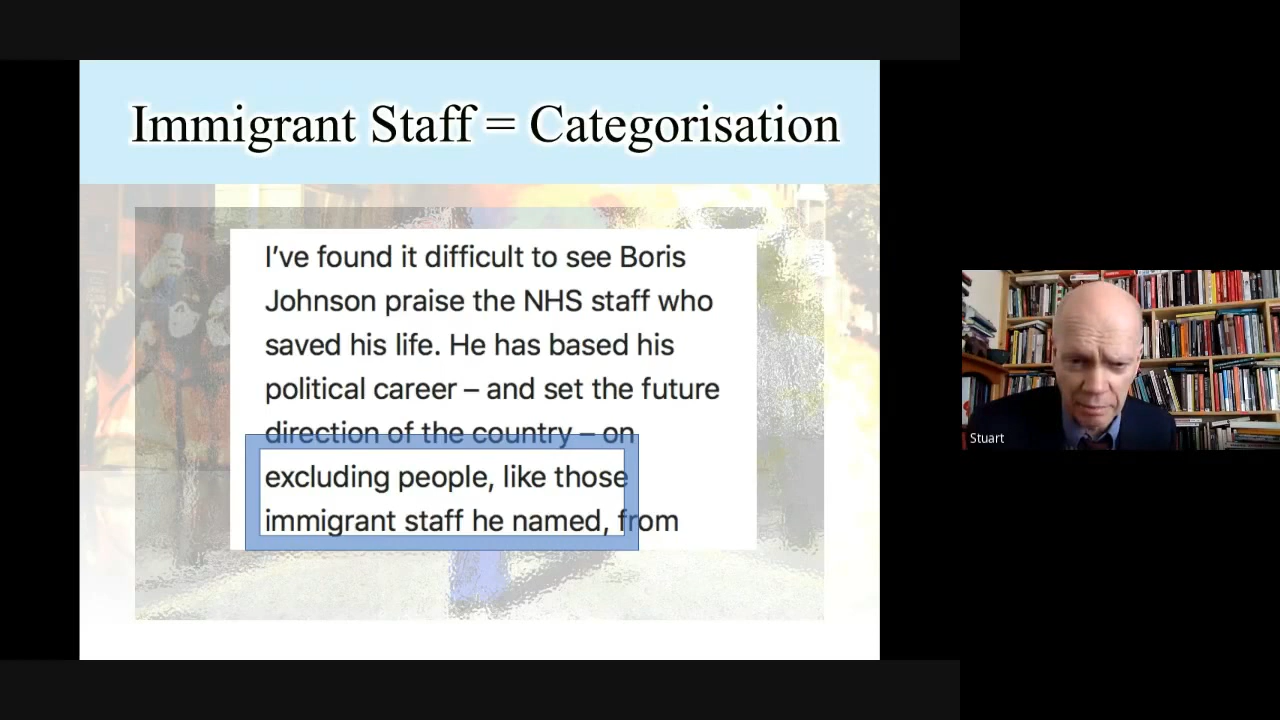 Immigrant Staff = Categorisation
I’ve found it difficult to see Boris
Johnson praise the NHS staff who
saved his life. He has based his
political career – and set the future
direction of the country – on
excluding people, like those
immigrant staff he named, from
Stuart